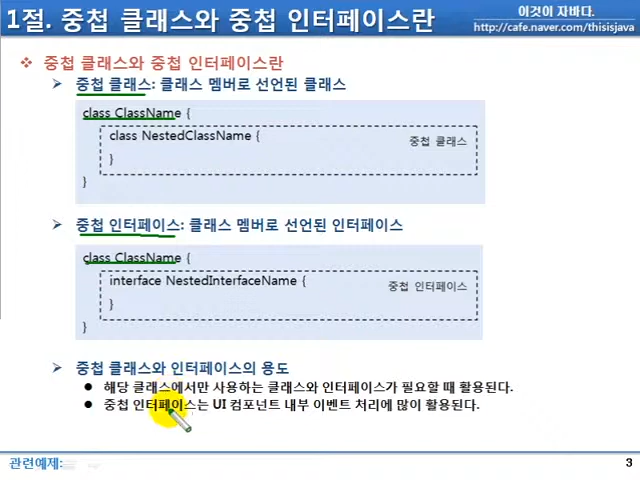 1절. 중첩 클래스와 중첩 인터페이스란
이것이 자바다.
http://cafe.naver.com/thisisjava
❖ 중첩 클래스와 중첩 인터페이스란
➢ 중첩 클래스: 클래스 멤버로 선언된 클래스
class ClassName {
class NestedClassName {
중첩 클래스
}
}
➢ 중첩 인터페이스: 클래스 멤버로 선언된 인터페이스
class ClassName {
interface NestedInterfaceName {
중첩 인터페이스
}
}
➢ 중첩 클래스와 인터페이스의 용도
● 해당 클래스에서만 사용하는 클래스와 인터페이스가 필요할 때 활용된다.
● 중첩 인터페이스는 UI 컴포넌트 내부 이벤트 처리에 많이 활용된다.
관련예제:
3